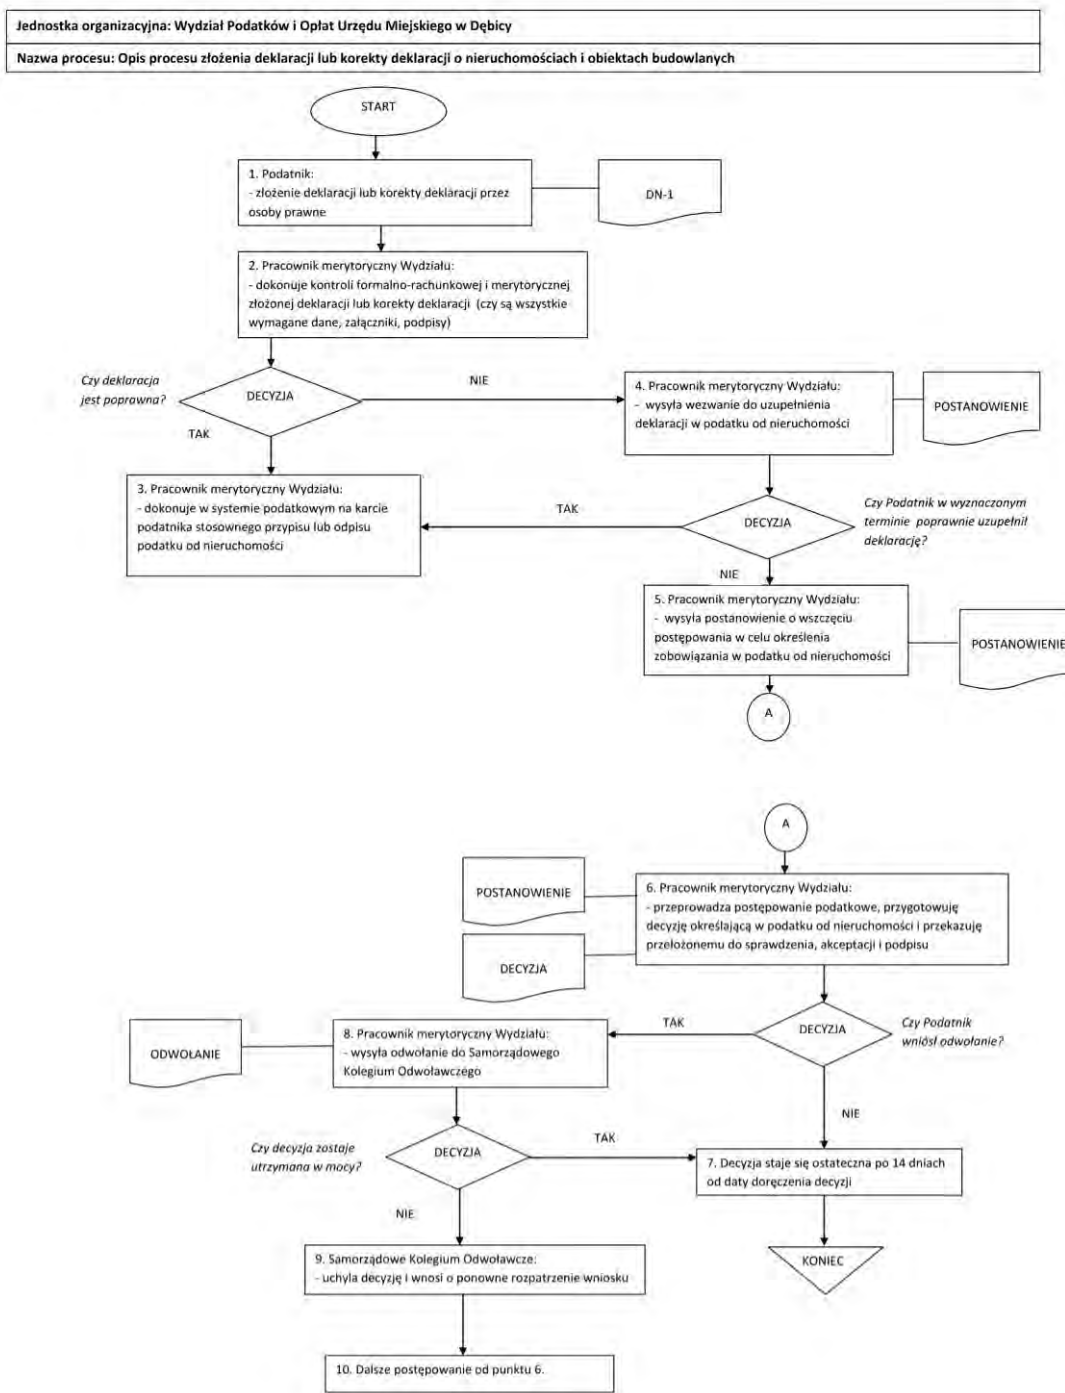 Jednostka organizacyjna: Wydział Podatków i Opłat Urzędu Miejskiego w Dębicy
Nazwa procesu: Opis procesu złożenia deklaracji lub korekty deklaracji o nieruchomościach i obiektach budowlanych
START
1. Podatnik:
- złożenie deklaracji lub korekty deklaracji przez
osoby prawne
DN-1
2. Pracownik merytoryczny Wydziału:
- dokonuje kontroli formalno-rachunkowej i merytorycznej
złożonej deklaracji lub korekty deklaracji (czy są wszystkie
wymagane dane, załączniki, podpisy)
Czy deklaracja
jest poprawna?
DECYZJA
NIE
TAK
4. Pracownik merytoryczny Wydziału:
- wysyła wezwanie do uzupełnienia
deklaracji w podatku od nieruchomości
POSTANOWIENIE
3. Pracownik merytoryczny Wydziału:
- dokonuje w systemie podatkowym na karcie
podatnika stosownego przypisu lub odpisu
podatku od nieruchomości
TAK
DECYZJA
Czy Podatnik w wyznaczonym
terminie poprawnie uzupełnił
deklarację?
NIE
5. Pracownik merytoryczny Wydziału:
- wysyła postanowienie o wszczęciu
postępowania w celu określenia
zobowiązania w podatku od nieruchomości
POSTANOWIENIE
A
A
POSTANOWIENIE
6. Pracownik merytoryczny Wydziału:
- przeprowadza postępowanie podatkowe, przygotowuję
decyzję określającą w podatku od nieruchomości i przekazuję
przełożonemu do sprawdzenia, akceptacji i podpisu
DECYZJA
ODWOŁANIE
8. Pracownik merytoryczny Wydziału:
- wysyła odwołanie do Samorządowego
Kolegium Odwoławczego
TAK
DECYZJA
Czy Podatnik
wniósł odwołanie?
NIE
Czy decyzja zostaje
utrzymana w mocy?
DECYZJA
TAK
7. Decyzja staje się ostateczna po 14 dniach
od daty doręczenia decyzji
NIE
9. Samorządowe Kolegium Odwoławcze:
- uchyla decyzję i wnosi o ponowne rozpatrzenie wniosku
KONIEC
10. Dalsze postępowanie od punktu 6.